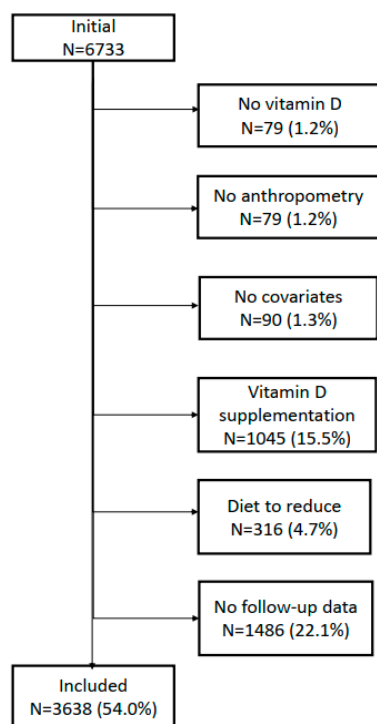 Initial
N=6733
No vitamin D
N=79 (1.2%)
No anthropometry
N=79 (1.2%)
No covariates
N=90 (1.3%)
Vitamin D
supplementation
N=1045 (15.5%)
Diet to reduce
N=316 (4.7%)
No follow-up data
N=1486 (22.1%)
Included
N=3638 (54.0%)